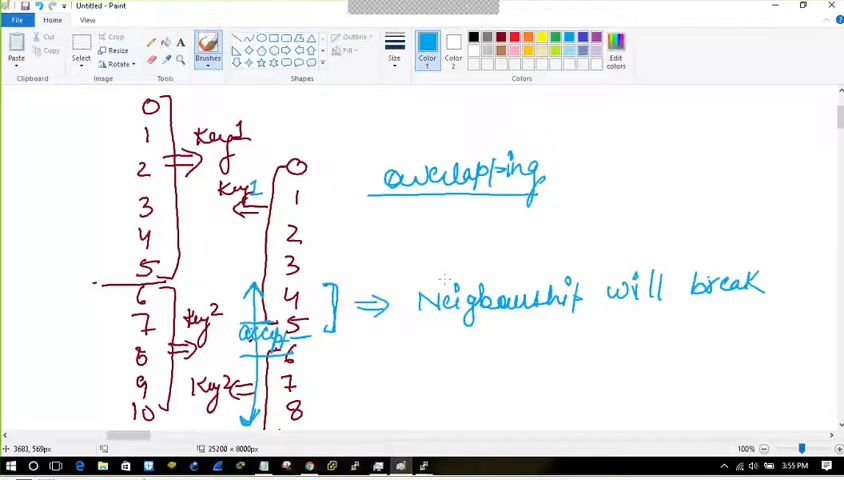 Untitled - Paint
File Home View
Paste
Cut
Copy
Clipboard
Select
Crop
Resize
Rotate
Image
Tools
Brushes
Shapes
Outline
Fill
Size
Color 1
Color 2
Colors
Edit colors
0
1
2
3
4
5
6
7
8
9
10
Key1
Key2
0
1
2
3
4
5
6
7
8
Key1
accept
Key2
overlapping
Neigbourship will break
3683, 569px
25200 × 8000px
100%
3:55 PM